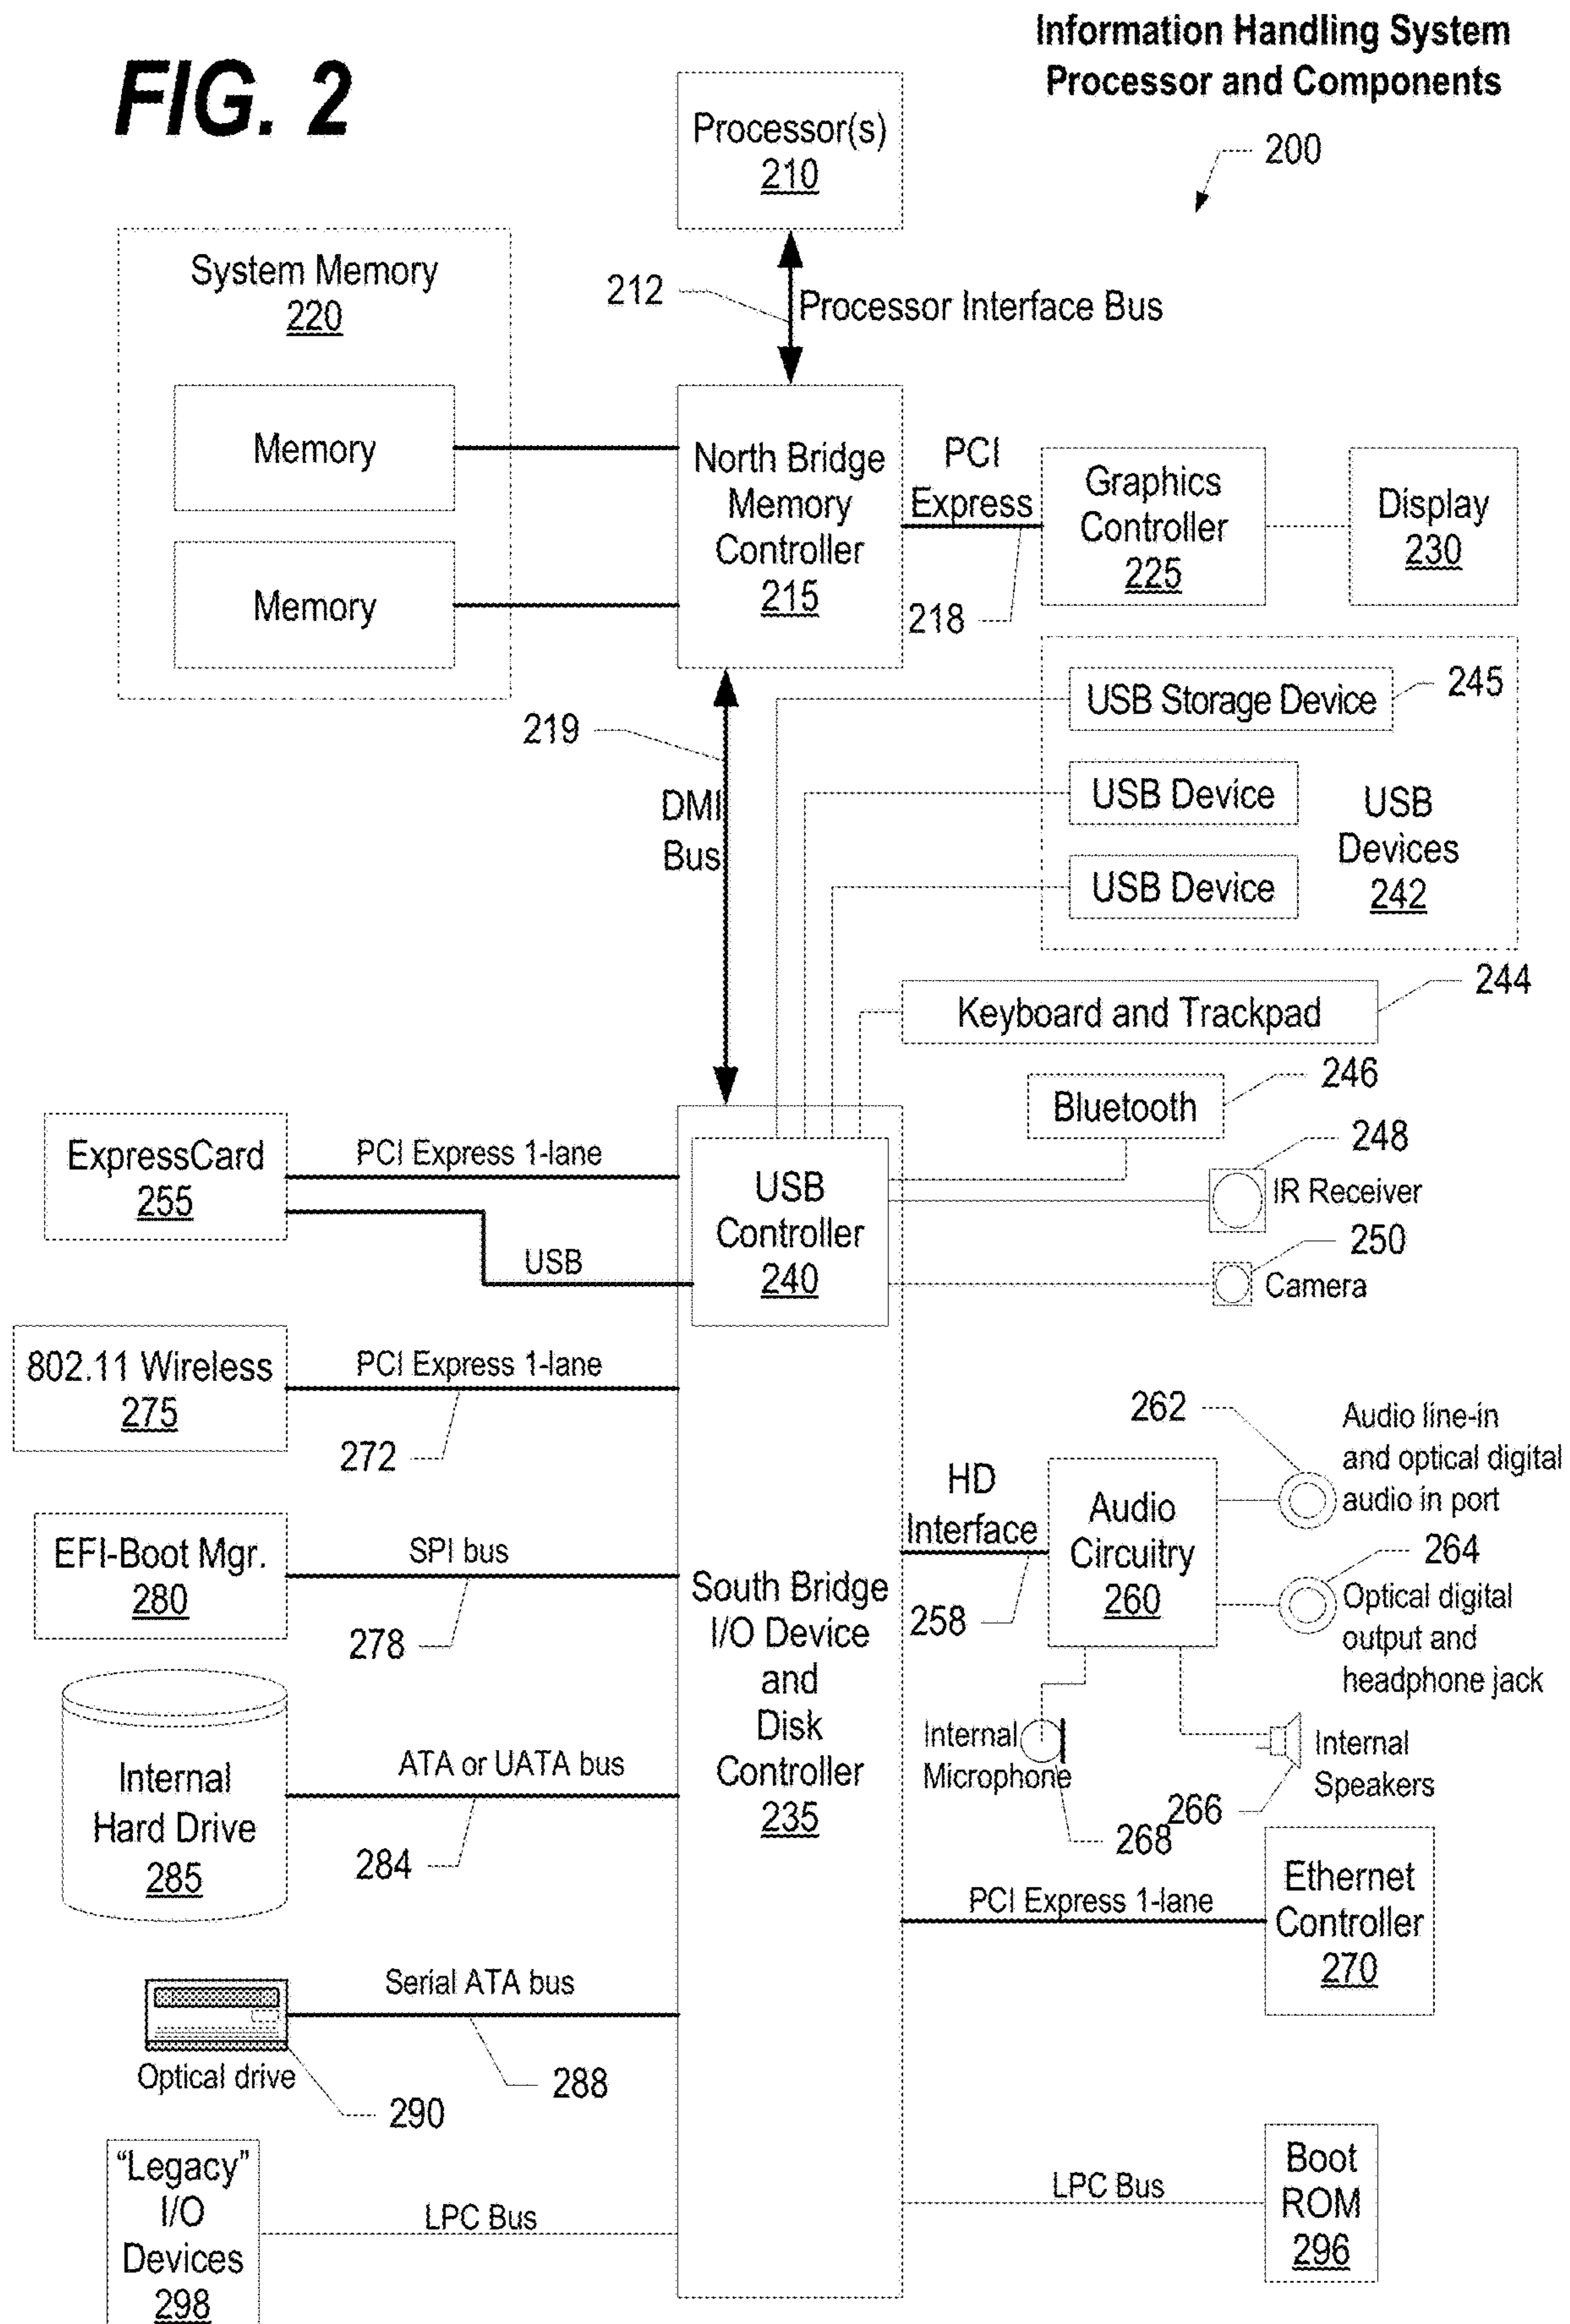 FIG. 2
Information Handling System
Processor and Components
200
Processor(s)
210
System Memory
220
212
Processor Interface Bus
Memory
Memory
North Bridge
Memory
Controller
215
PCI
Express
218
Graphics
Controller
225
Display
230
219
DMI
Bus
USB Storage Device
245
USB Device
USB Device
USB
Devices
242
Keyboard and Trackpad
244
Bluetooth
246
248
IR Receiver
250
Camera
ExpressCard
255
PCI Express 1-lane
USB
USB
Controller
240
802.11 Wireless
275
PCI Express 1-lane
272
262
Audio line-in
and optical digital
audio in port
HD
Interface
258
Audio
Circuitry
260
264
Optical digital
output and
headphone jack
EFI-Boot Mgr.
280
SPI bus
278
South Bridge
I/O Device
and
Disk
Controller
235
Internal
Microphone
268
266
Internal
Speakers
Internal
Hard Drive
285
ATA or UATA bus
284
PCI Express 1-lane
Ethernet
Controller
270
Serial ATA bus
288
Optical drive
290
“Legacy”
I/O
Devices
298
LPC Bus
LPC Bus
Boot
ROM
296